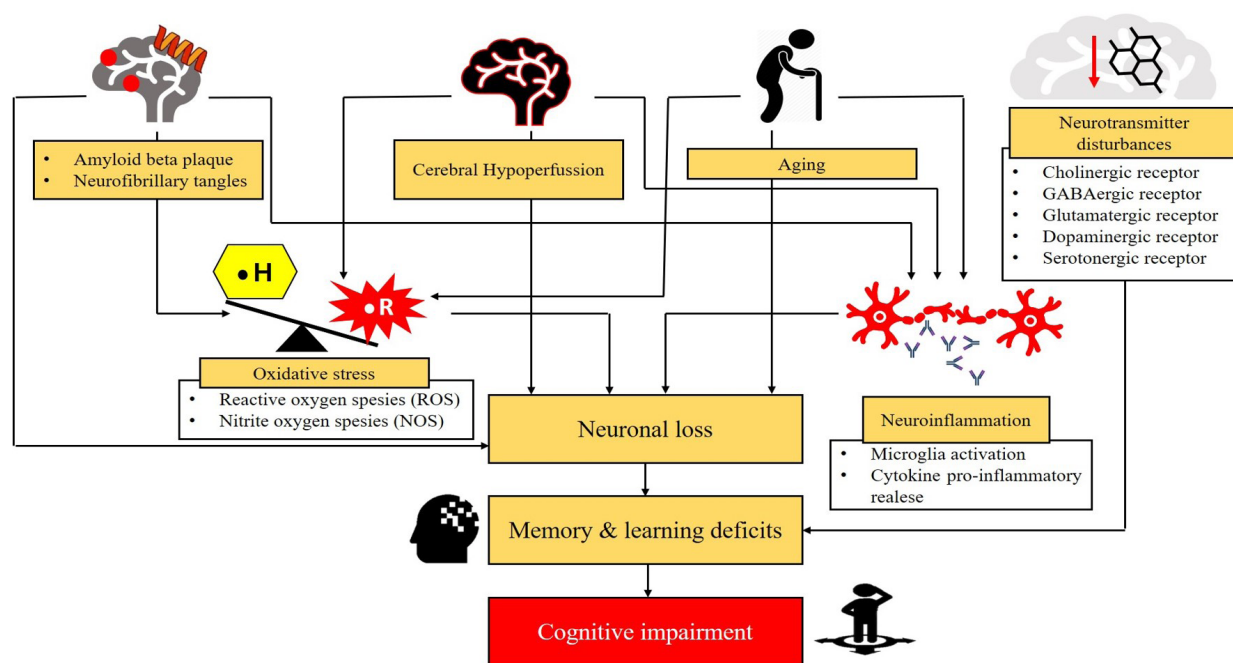 • Amyloid beta plaque
• Neurofibrillary tangles
Cerebral Hypoperfussion
Aging
Neurotransmitter
disturbances
• Cholinergic receptor
• GABAergic receptor
• Glutamatergic receptor
• Dopaminergic receptor
• Serotonergic receptor
•H
•R
Oxidative stress
• Reactive oxygen spesies (ROS)
• Nitrite oxygen spesies (NOS)
Neuronal loss
Neuroinflammation
• Microglia activation
• Cytokine pro-inflammatory
realese
Memory & learning deficits
Cognitive impairment